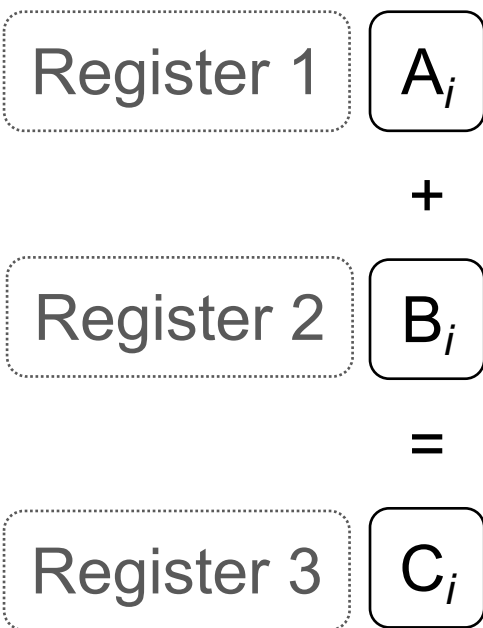 Register 1 Aᵢ
+
Register 2 Bᵢ
=
Register 3 Cᵢ